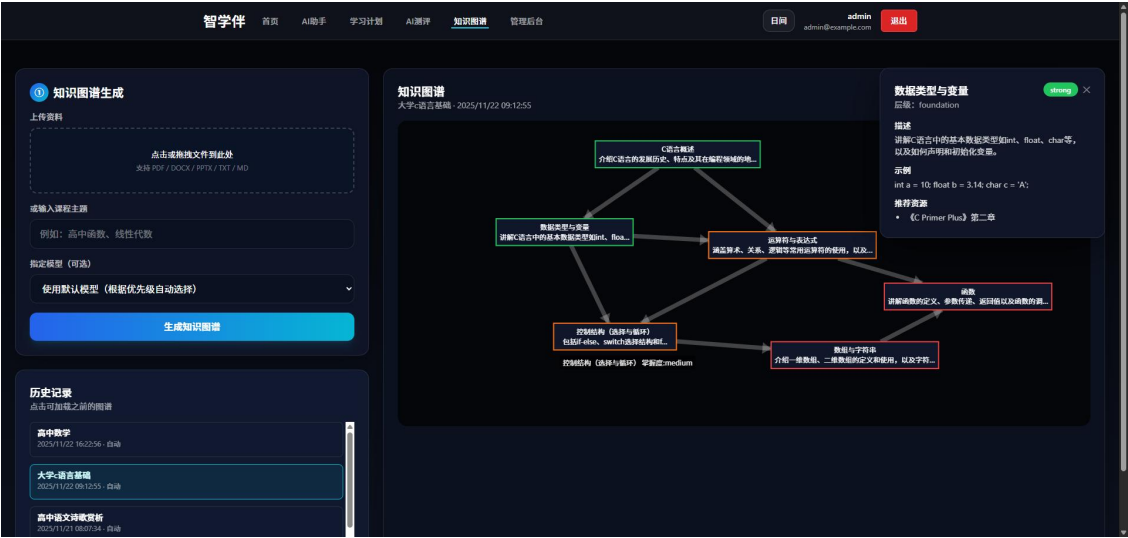 智学伴
首页
AI助手
学习计划
AI测评
知识图谱
管理后台
日间
admin
admin@example.com
退出
① 知识图谱生成
上传资料
点击或拖拽文件到此处
支持 PDF / DOCX / PPTX / TXT / MD
或输入课程主题
例如：高中函数、线性代数
指定模型（可选）
使用默认模型（根据优先级自动选择）
生成知识图谱
历史记录
点击可加载之前的图谱
高中数学
2025/11/22 16:22:56 · 自动
大学c语言基础
2025/11/22 09:12:55 · 自动
高中语文诗歌赏析
2025/11/21 08:07:34 · 自动
知识图谱
大学c语言基础 · 2025/11/22 09:12:55
C语言概述
介绍C语言的发展历史、特点及其在编程领域的地...
数据类型与变量
讲解C语言中的基本数据类型如int、floa...
运算符与表达式
涵盖算术、关系、逻辑等常用运算符的使用，以及...
函数
讲解函数的定义、参数传递、返回值以及函数的调...
控制结构（选择与循环）
包括if-else、switch选择结构和f...
控制结构（选择与循环） 掌握度:medium
数组与字符串
介绍一维数组、二维数组的定义和使用，以及字符...
数据类型与变量
strong
×
层级：foundation
描述
讲解C语言中的基本数据类型如int、float、char等，
以及如何声明和初始化变量。
示例
int a = 10; float b = 3.14; char c = 'A';
推荐资源
• 《C Primer Plus》第二章